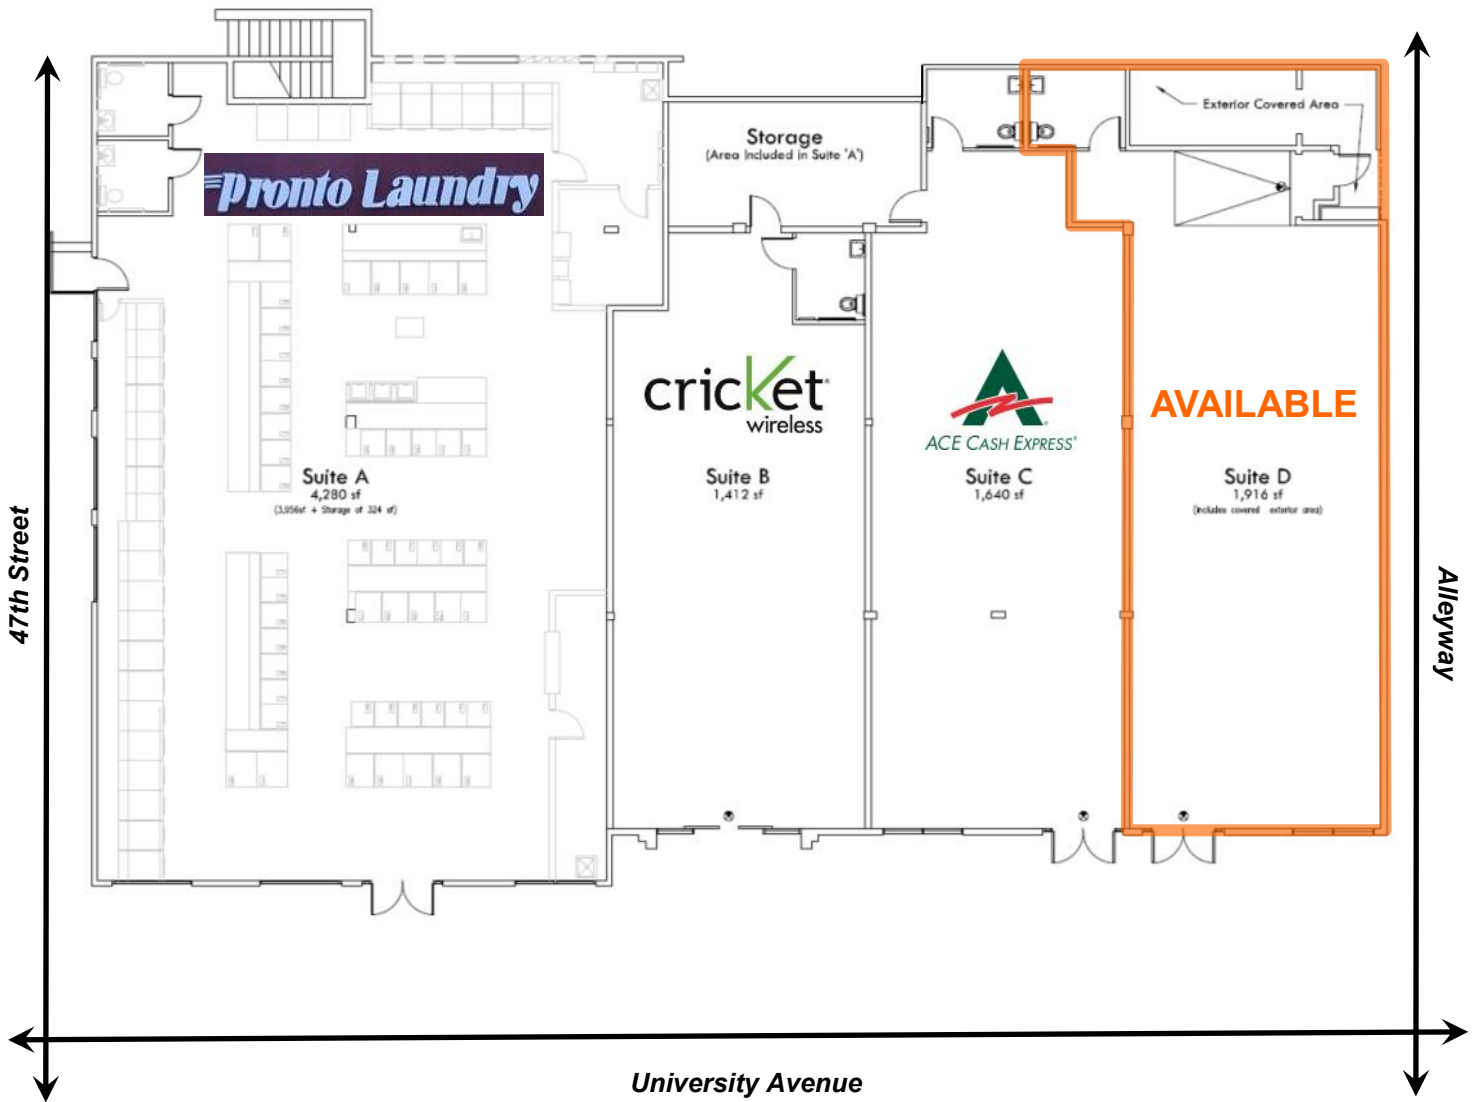 Exterior Covered Area
Storage
(Area Included in Suite 'A')
Pronto Laundry
cricket
wireless
ACE CASH EXPRESS
AVAILABLE
Suite A
4,280 sf
(3,956sf + Storage of 324 sf)
Suite B
1,412 sf
Suite C
1,640 sf
Suite D
1,916 sf
(includes covered exterior area)
47th Street
Alleyway
University Avenue